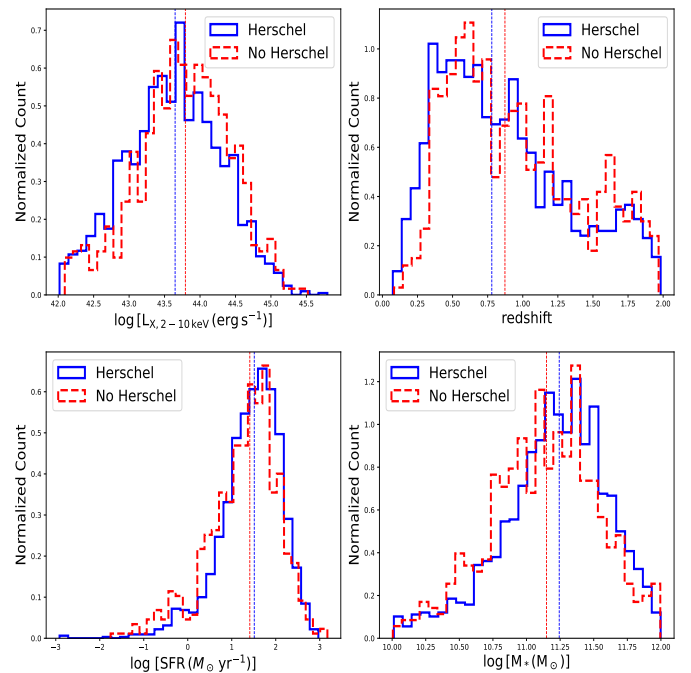 Normalized Count
0.7
0.6
0.5
0.4
0.3
0.2
0.1
0.0
Herschel
No Herschel
42.0 42.5 43.0 43.5 44.0 44.5 45.0 45.5
log [L_X, 2−10 keV (erg s⁻¹)]
Normalized Count
1.0
0.8
0.6
0.4
0.2
0.0
Herschel
No Herschel
0.00 0.25 0.50 0.75 1.00 1.25 1.50 1.75 2.00
redshift
Normalized Count
0.6
0.5
0.4
0.3
0.2
0.1
0.0
Herschel
No Herschel
−3 −2 −1 0 1 2 3
log [SFR (M⊙ yr⁻¹)]
Normalized Count
1.2
1.0
0.8
0.6
0.4
0.2
0.0
Herschel
No Herschel
10.00 10.25 10.50 10.75 11.00 11.25 11.50 11.75 12.00
log [M∗(M⊙)]